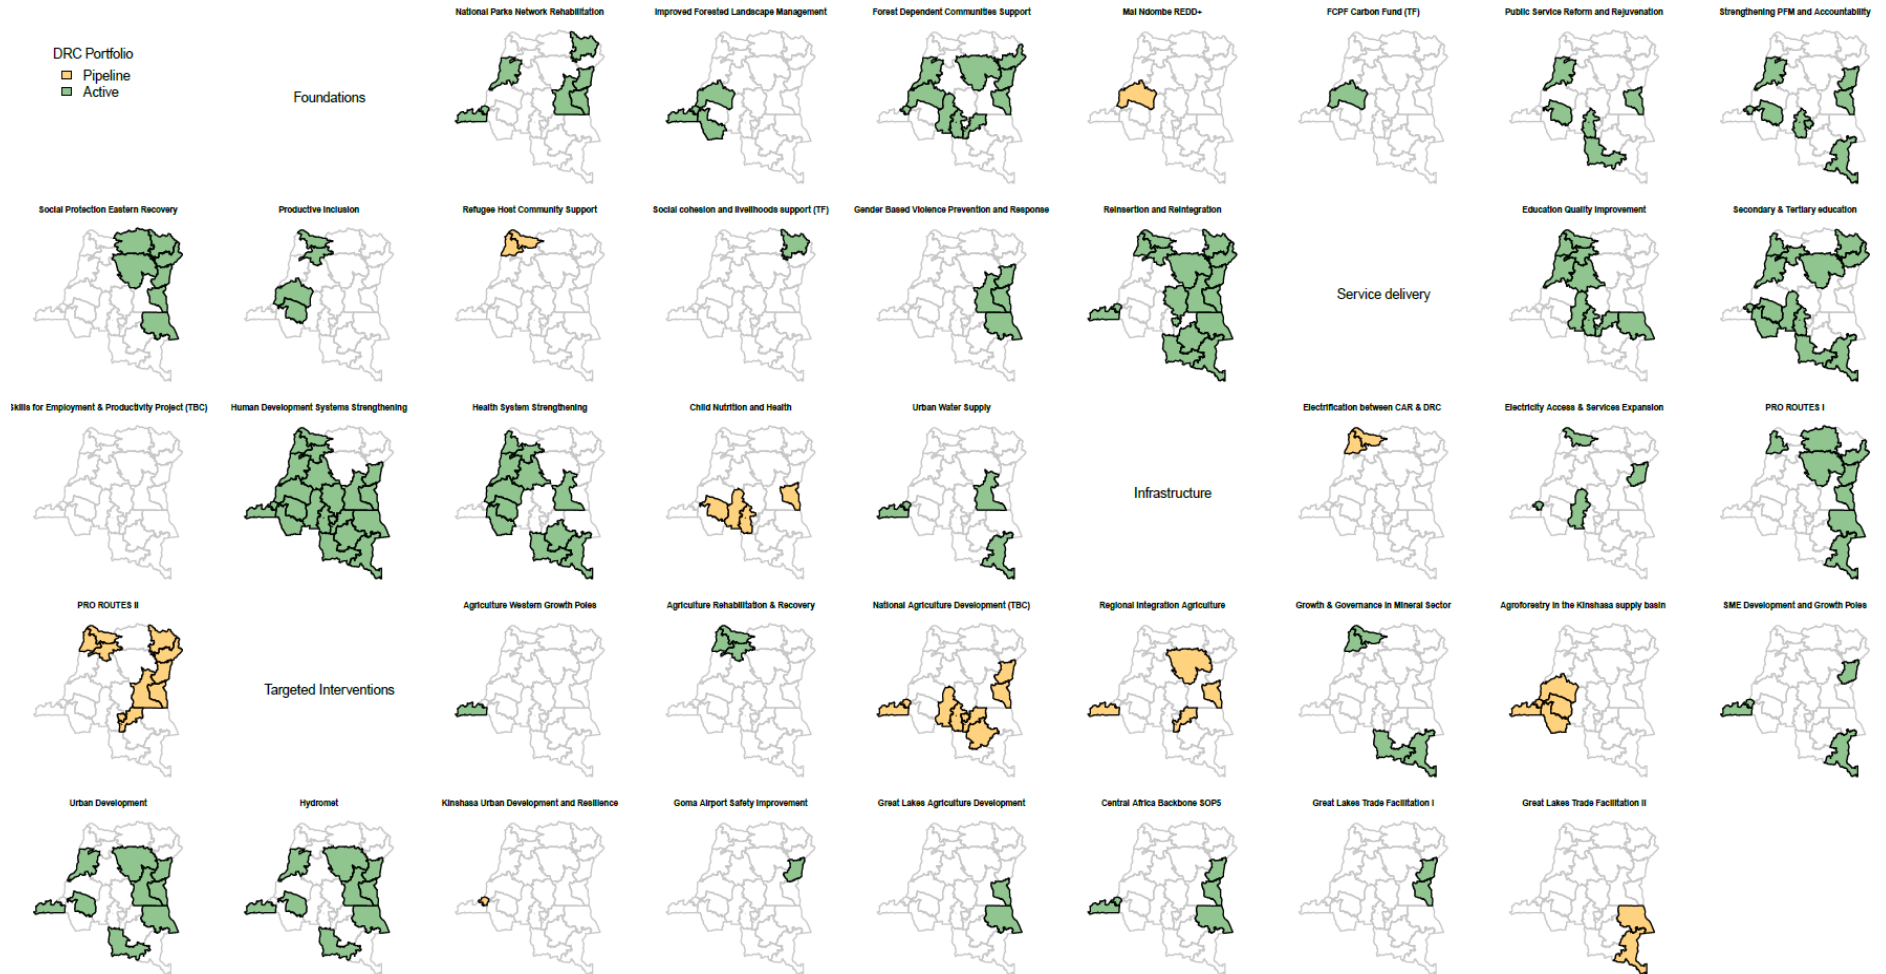 National Parks Network Rehabilitation
Improved Forested Landscape Management
Forest Dependent Communities Support
Mai Ndombe REDD+
FCPF Carbon Fund (TF)
Public Service Reform and Rejuvenation
Strengthening PFM and Accountability
DRC Portfolio
Pipeline
Active
Foundations
Social Protection Eastern Recovery
Productive Inclusion
Refugee Host Community Support
Social cohesion and livelihoods support (TF)
Gender Based Violence Prevention and Response
Reinsertion and Reintegration
Service delivery
Education Quality Improvement
Secondary & Tertiary education
Skills for Employment & Productivity Project (TBC)
Human Development Systems Strengthening
Health System Strengthening
Child Nutrition and Health
Urban Water Supply
Infrastructure
Electrification between CAR & DRC
Electricity Access & Services Expansion
PRO ROUTES I
PRO ROUTES II
Targeted Interventions
Agriculture Western Growth Poles
Agriculture Rehabilitation & Recovery
National Agriculture Development (TBC)
Regional Integration Agriculture
Growth & Governance in Mineral Sector
Agroforestry in the Kinshasa supply basin
SME Development and Growth Poles
Urban Development
Hydromet
Kinshasa Urban Development and Resilience
Goma Airport Safety Improvement
Great Lakes Agriculture Development
Central Africa Backbone SOP5
Great Lakes Trade Facilitation I
Great Lakes Trade Facilitation II